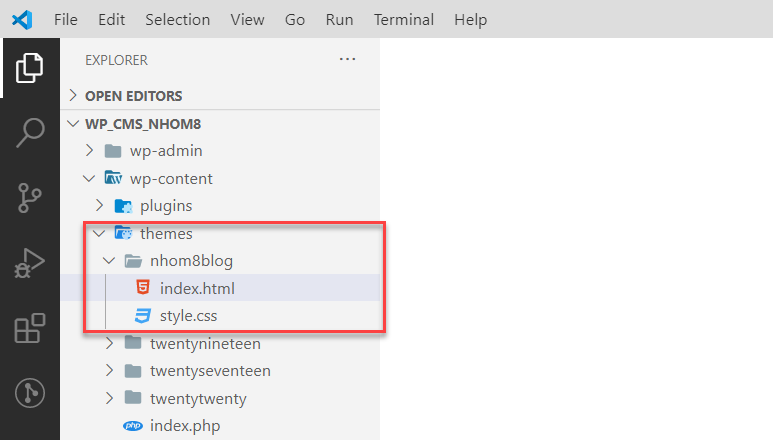 File Edit Selection View Go Run Terminal Help
EXPLORER
OPEN EDITORS
WP_CMS_NHOM8
wp-admin
wp-content
plugins
themes
nhom8blog
index.html
style.css
twentynineteen
twentyseventeen
twentytwenty
php index.php